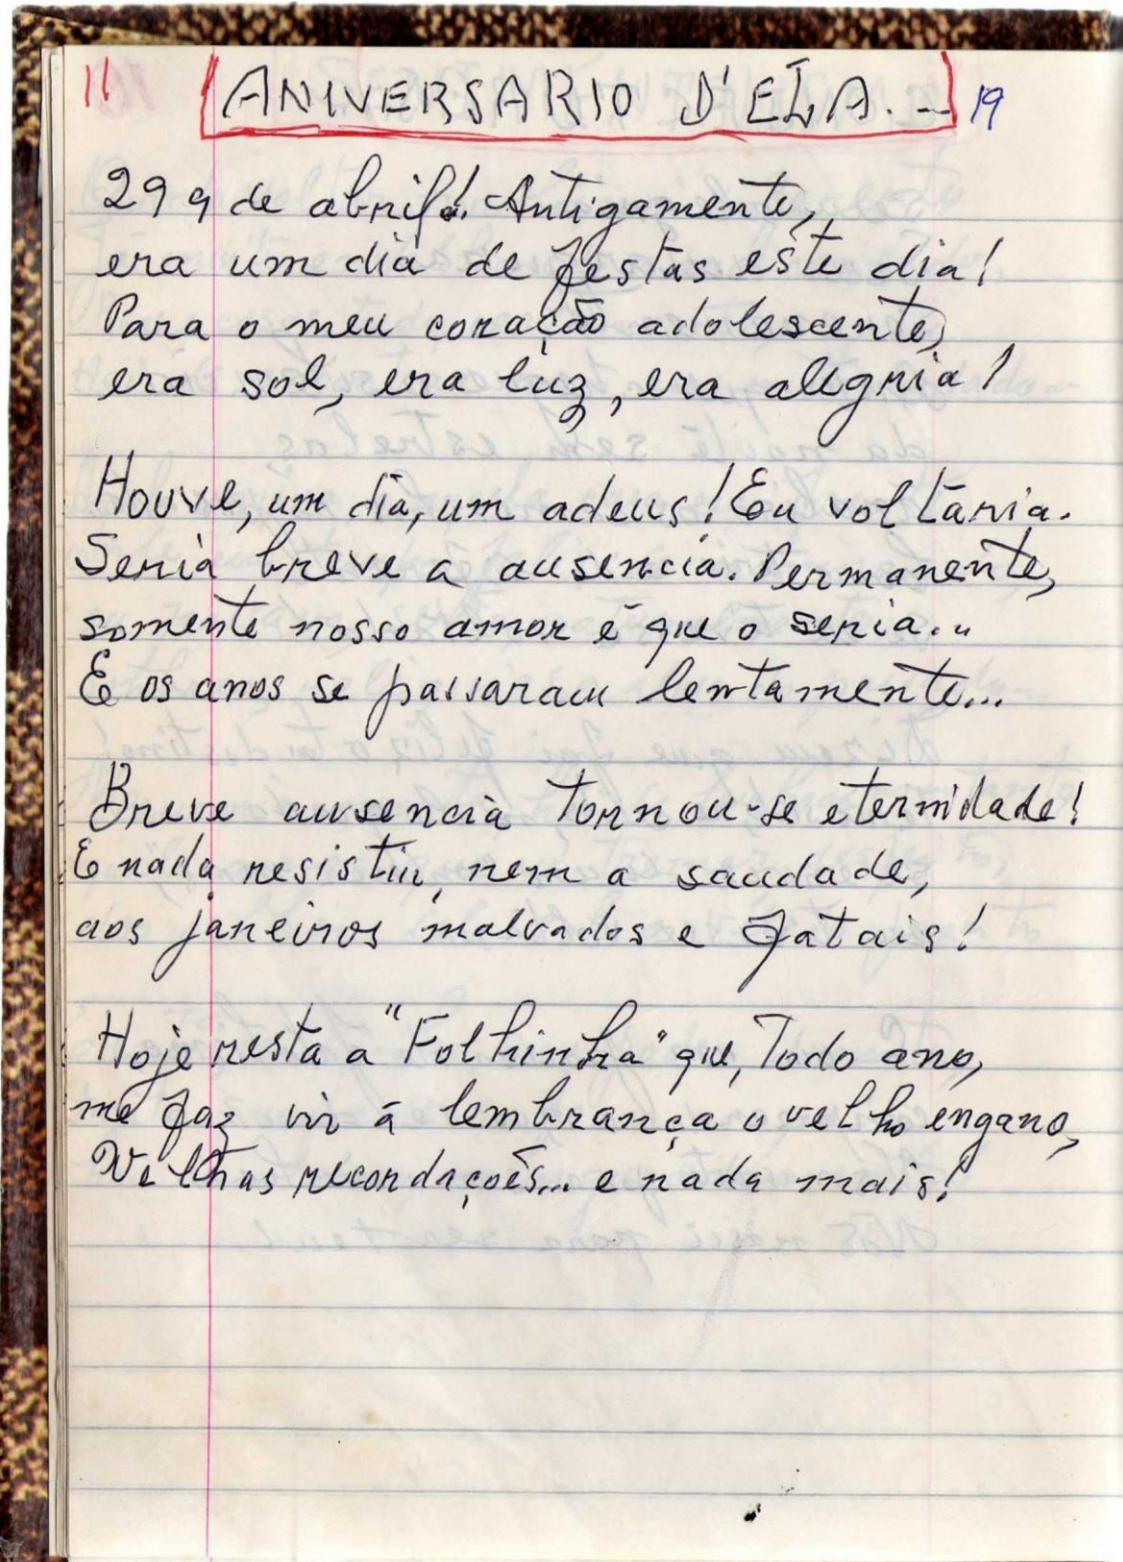 11 ANIVERSARIO D'ELA. - 19
29 9 de abril! Antigamente,
era um dia de festas este dia!
Para o meu coração adolescente,
era sol, era luz, era alegria!
Houve, um dia, um adeus! Eu voltaria.
Seria breve a ausencia. Permanente,
somente nosso amor é que o seria...
E os anos se passaram lentamente...
Breve ausencia tornou-se eternidade!
E nada resistiu, nem a saudade,
aos janeiros malvados e fatais!
Hoje resta a "Folhinha" que, todo ano,
me faz vir á lembrança o velho engano,
Velhas recordações... e nada mais!